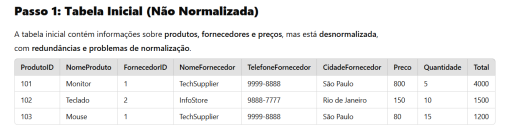 Passo 1: Tabela Inicial (Não Normalizada)
A tabela inicial contém informações sobre produtos, fornecedores e preços, mas está desnormalizada,
com redundâncias e problemas de normalização.
ProdutoID NomeProduto FornecedorID NomeFornecedor TelefoneFornecedor CidadeFornecedor Preco Quantidade Total
101 Monitor 1 TechSupplier 9999-8888 São Paulo 800 5 4000
102 Teclado 2 InfoStore 9888-7777 Rio de Janeiro 150 10 1500
103 Mouse 1 TechSupplier 9999-8888 São Paulo 80 15 1200